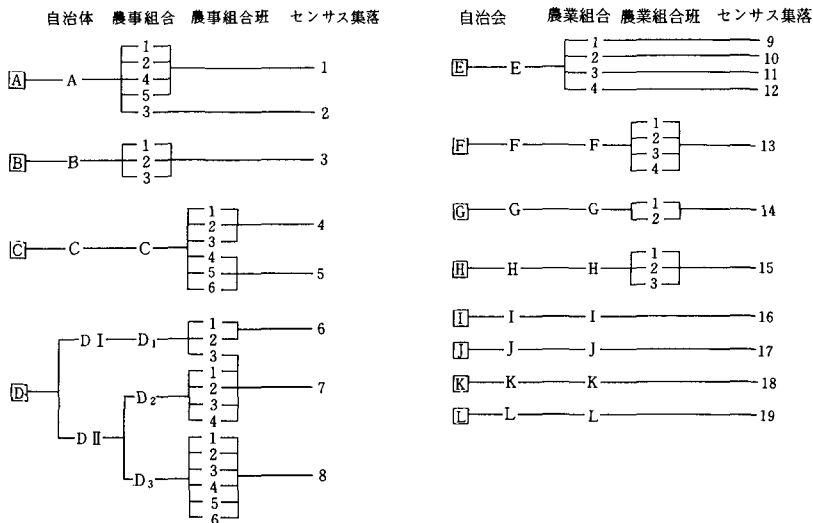 自治体 農事組合 農事組合班 センサス集落
1
2
A A 4 1
5
3 2
1
B B 2 3
3
1
2 4
3
C C C 4
5 5
6
1
D I D1 2 6
3
1
D D2 2 7
3
4
D II 1
2
3
D3 4 8
5
6
自治会 農業組合 農業組合班 センサス集落
1 9
2 10
E E 3 11
4 12
1
F F F 2 13
3
4
G G G 1 14
2
1
H H H 2 15
3
I I I 16
J J J 17
K K K 18
L L L 19